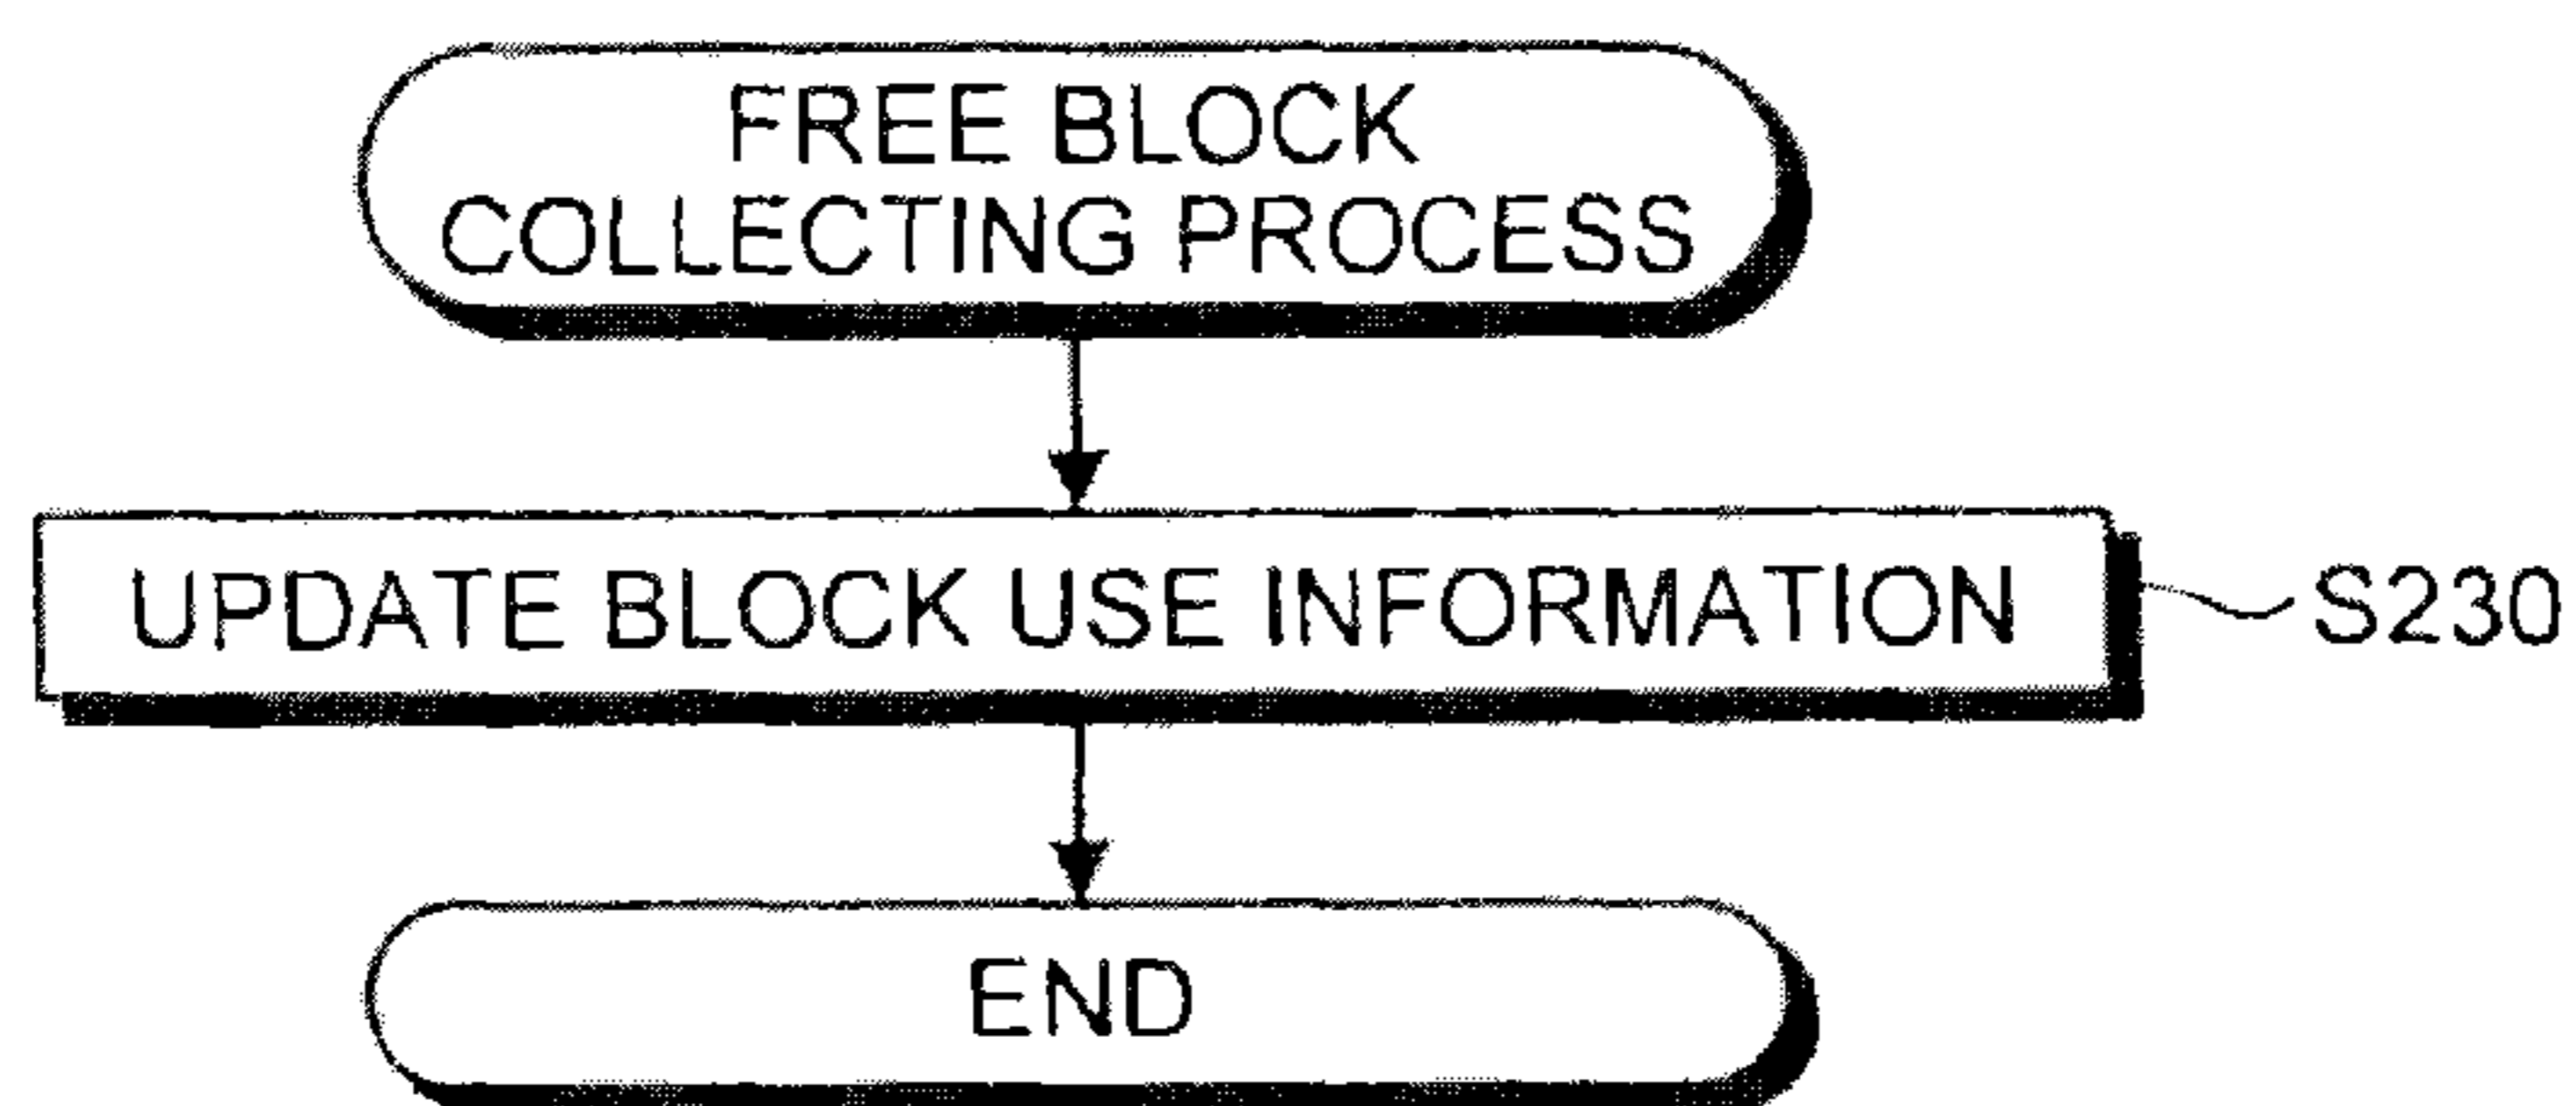 FREE BLOCK
COLLECTING PROCESS
UPDATE BLOCK USE INFORMATION
S230
END